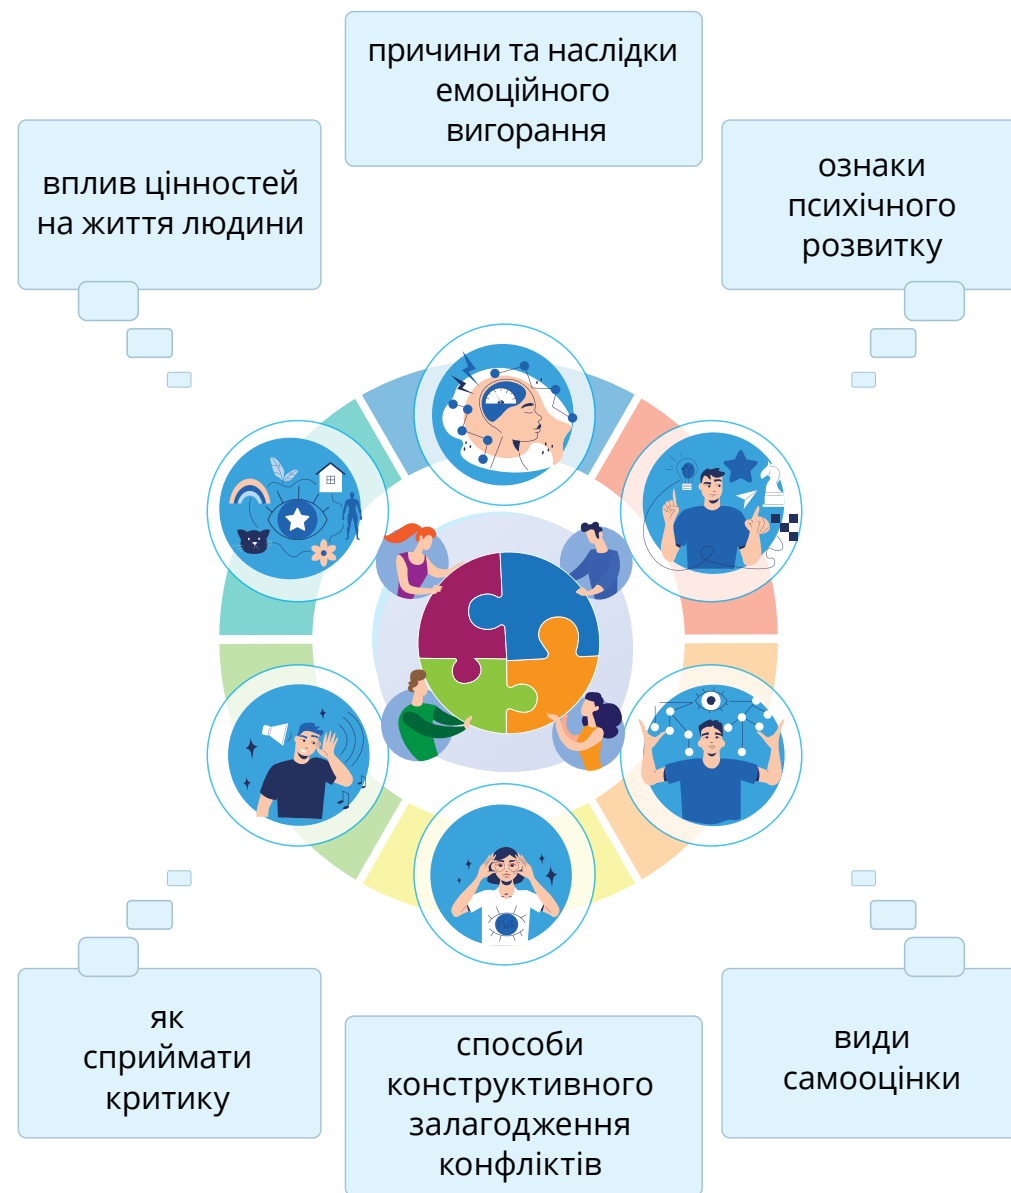 причини та наслідки
емоційного
вигорання
вплив цінностей
на життя людини
ознаки
психічного
розвитку
як
сприймати
критику
способи
конструктивного
залагодження
конфліктів
види
самооцінки